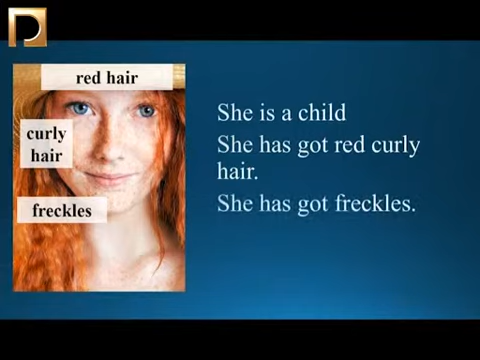 red hair
curly
hair
freckles
She is a child
She has got red curly
hair.
She has got freckles.